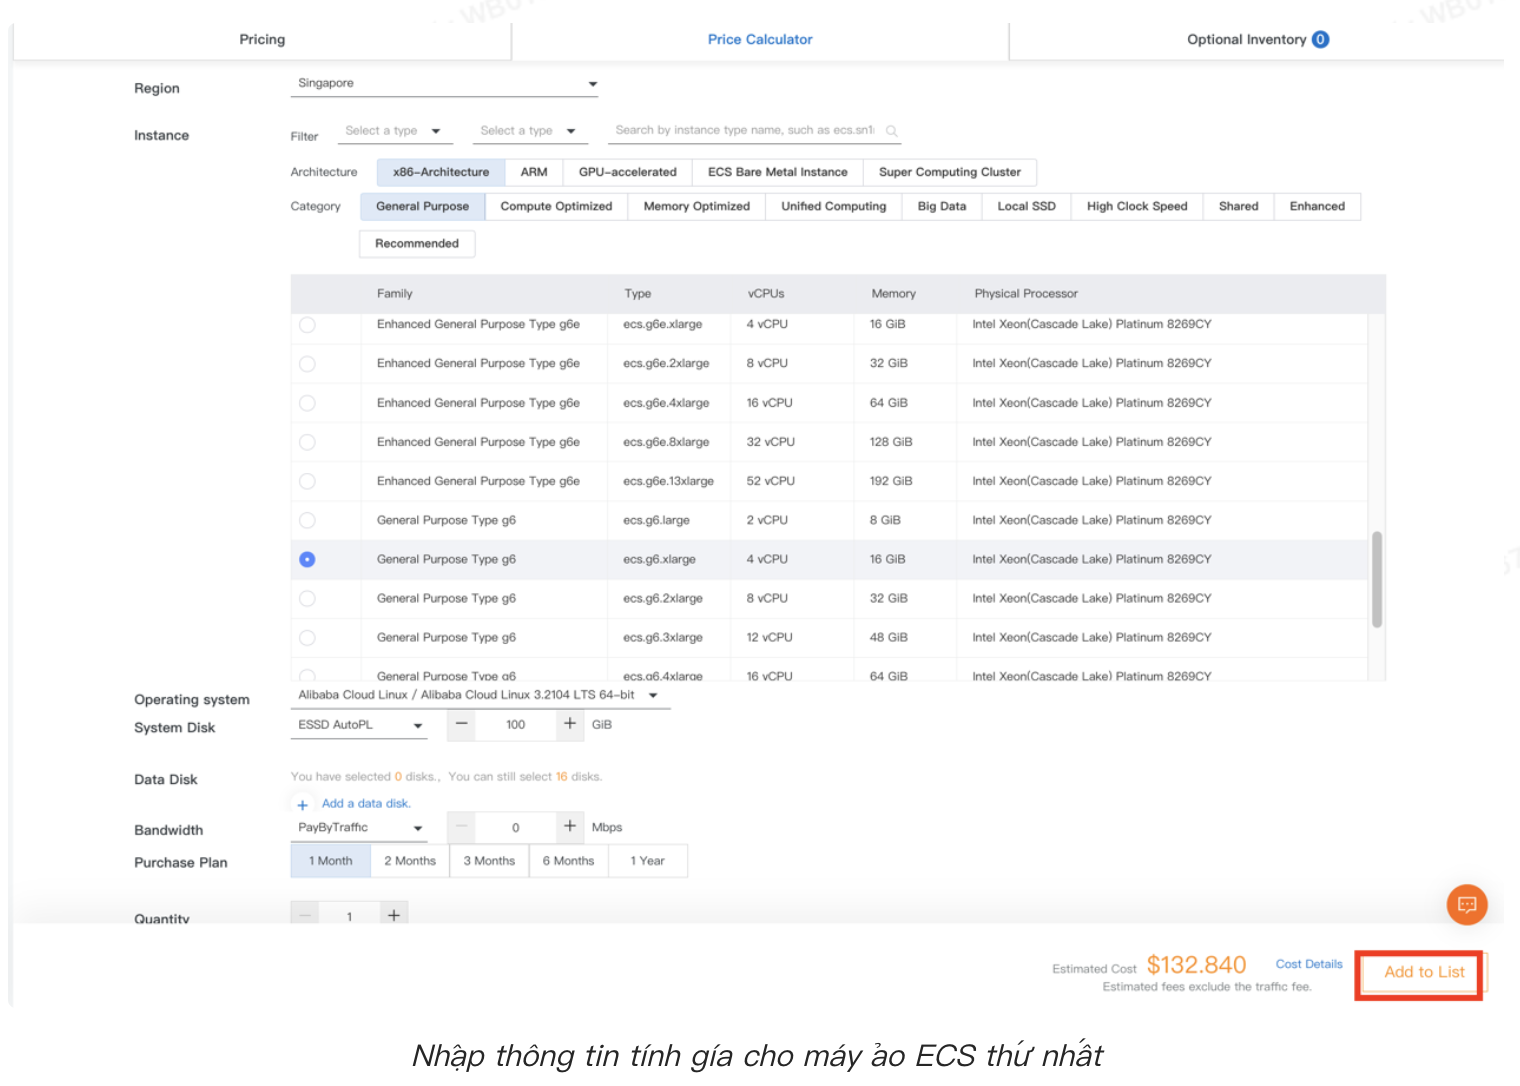 Pricing
Price Calculator
Optional Inventory 0
Region
Singapore
Instance
Filter
Select a type
Select a type
Search by instance type name, such as ecs.sn1
Architecture
x86-Architecture
ARM
GPU-accelerated
ECS Bare Metal Instance
Super Computing Cluster
Category
General Purpose
Compute Optimized
Memory Optimized
Unified Computing
Big Data
Local SSD
High Clock Speed
Shared
Enhanced
Recommended
Family Type vCPUs Memory Physical Processor
Enhanced General Purpose Type g6e ecs.g6e.xlarge 4 vCPU 16 GiB Intel Xeon(Cascade Lake) Platinum 8269CY
Enhanced General Purpose Type g6e ecs.g6e.2xlarge 8 vCPU 32 GiB Intel Xeon(Cascade Lake) Platinum 8269CY
Enhanced General Purpose Type g6e ecs.g6e.4xlarge 16 vCPU 64 GiB Intel Xeon(Cascade Lake) Platinum 8269CY
Enhanced General Purpose Type g6e ecs.g6e.8xlarge 32 vCPU 128 GiB Intel Xeon(Cascade Lake) Platinum 8269CY
Enhanced General Purpose Type g6e ecs.g6e.13xlarge 52 vCPU 192 GiB Intel Xeon(Cascade Lake) Platinum 8269CY
General Purpose Type g6 ecs.g6.large 2 vCPU 8 GiB Intel Xeon(Cascade Lake) Platinum 8269CY
General Purpose Type g6 ecs.g6.xlarge 4 vCPU 16 GiB Intel Xeon(Cascade Lake) Platinum 8269CY
General Purpose Type g6 ecs.g6.2xlarge 8 vCPU 32 GiB Intel Xeon(Cascade Lake) Platinum 8269CY
General Purpose Type g6 ecs.g6.3xlarge 12 vCPU 48 GiB Intel Xeon(Cascade Lake) Platinum 8269CY
General Purpose Type g6 ecs.g6.4xlarge 16 vCPU 64 GiB Intel Xeon(Cascade Lake) Platinum 8269CY
Operating system
Alibaba Cloud Linux / Alibaba Cloud Linux 3.2104 LTS 64-bit
System Disk
ESSD AutoPL
− 100 + GiB
Data Disk
You have selected 0 disks., You can still select 16 disks.
+ Add a data disk.
Bandwidth
PayByTraffic
− 0 + Mbps
Purchase Plan
1 Month
2 Months
3 Months
6 Months
1 Year
Quantity
− 1 +
Estimated Cost $132.840
Cost Details
Add to List
Estimated fees exclude the traffic fee.
Nhập thông tin tính gía cho máy ảo ECS thứ nhất